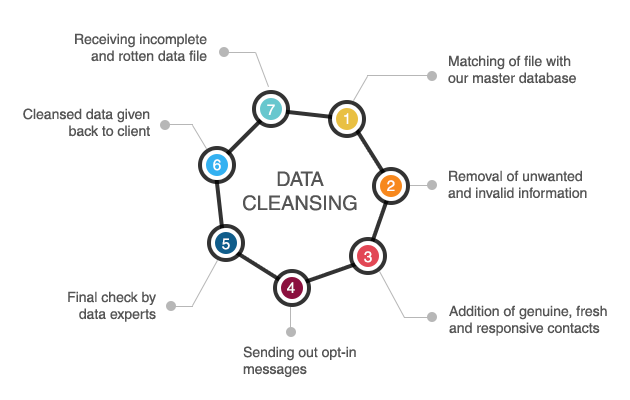 DATA
CLEANSING
1
Matching of file with
our master database
2
Removal of unwanted
and invalid information
3
Addition of genuine, fresh
and responsive contacts
4
Sending out opt-in
messages
5
Final check by
data experts
6
Cleansed data given
back to client
7
Receiving incomplete
and rotten data file